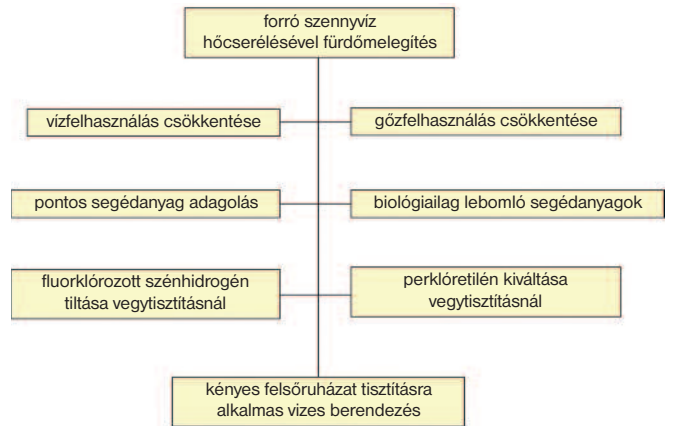 forró szennyvíz
hőcserélésével fürdőmelegítés
vízfelhasználás csökkentése
gőzfelhasználás csökkentése
pontos segédanyag adagolás
biológiailag lebomló segédanyagok
fluorklórozott szénhidrogén
tiltása vegytisztításnál
perklóretilén kiváltása
vegytisztításnál
kényes felsőruházat tisztításra
alkalmas vizes berendezés